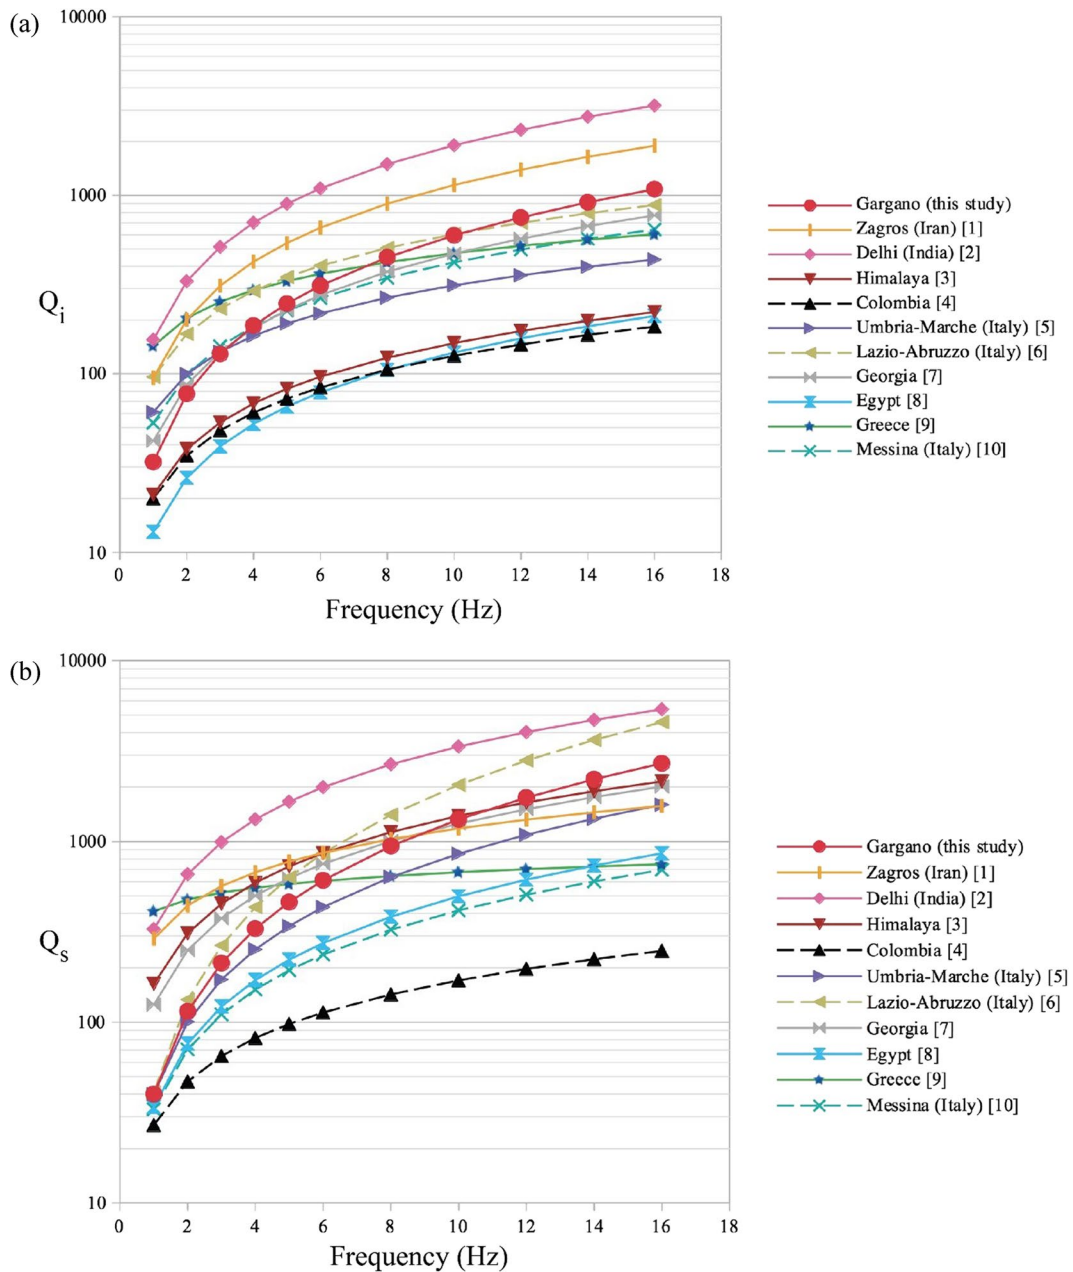 (a)
10000
1000
100
10
Qi
0 2 4 6 8 10 12 14 16 18
Frequency (Hz)
Gargano (this study)
Zagros (Iran) [1]
Delhi (India) [2]
Himalaya [3]
Colombia [4]
Umbria-Marche (Italy) [5]
Lazio-Abruzzo (Italy) [6]
Georgia [7]
Egypt [8]
Greece [9]
Messina (Italy) [10]
(b)
10000
1000
100
10
Qs
0 2 4 6 8 10 12 14 16 18
Frequency (Hz)
Gargano (this study)
Zagros (Iran) [1]
Delhi (India) [2]
Himalaya [3]
Colombia [4]
Umbria-Marche (Italy) [5]
Lazio-Abruzzo (Italy) [6]
Georgia [7]
Egypt [8]
Greece [9]
Messina (Italy) [10]